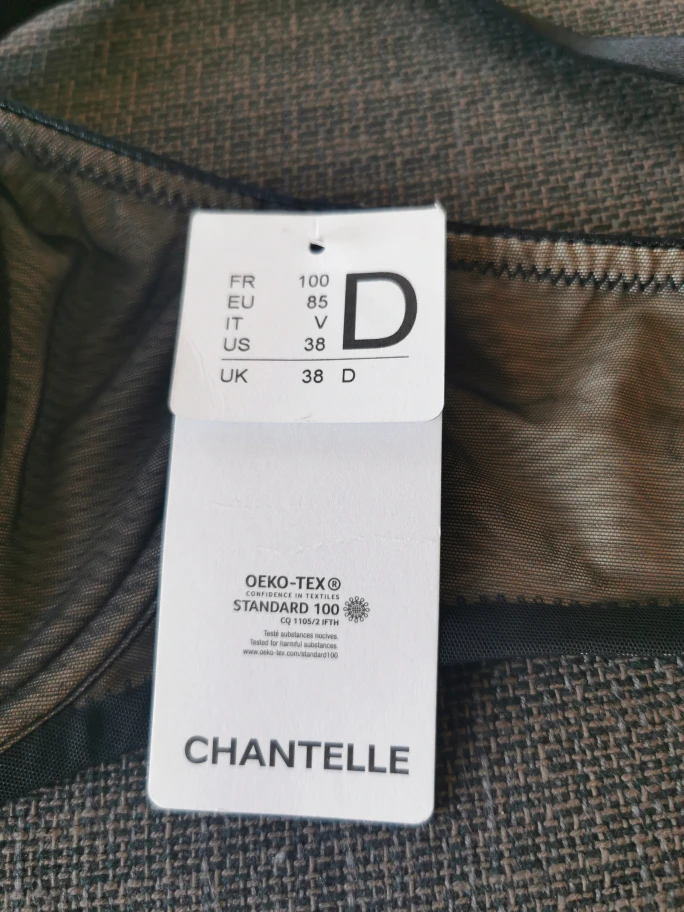 FR 100
EU 85
IT V
US 38
D
UK 38 D
OEKO-TEX®
CONFIDENCE IN TEXTILES
STANDARD 100
CQ 1105/2 IFTH
Testé substances nocives.
Tested for harmful substances.
www.oeko-tex.com/standard100
CHANTELLE